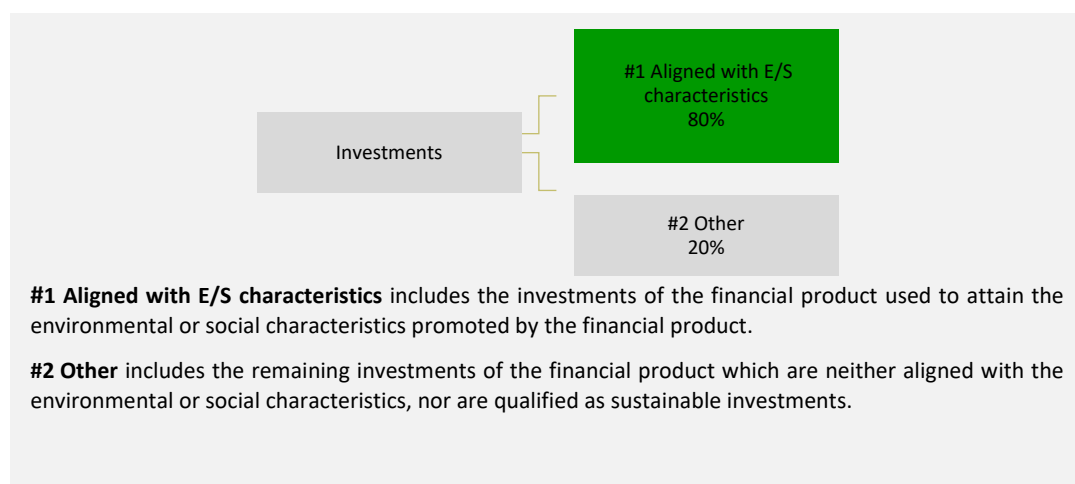 #1 Aligned with E/S
characteristics
80%
Investments
#2 Other
20%
#1 Aligned with E/S characteristics includes the investments of the financial product used to attain the
environmental or social characteristics promoted by the financial product.
#2 Other includes the remaining investments of the financial product which are neither aligned with the
environmental or social characteristics, nor are qualified as sustainable investments.